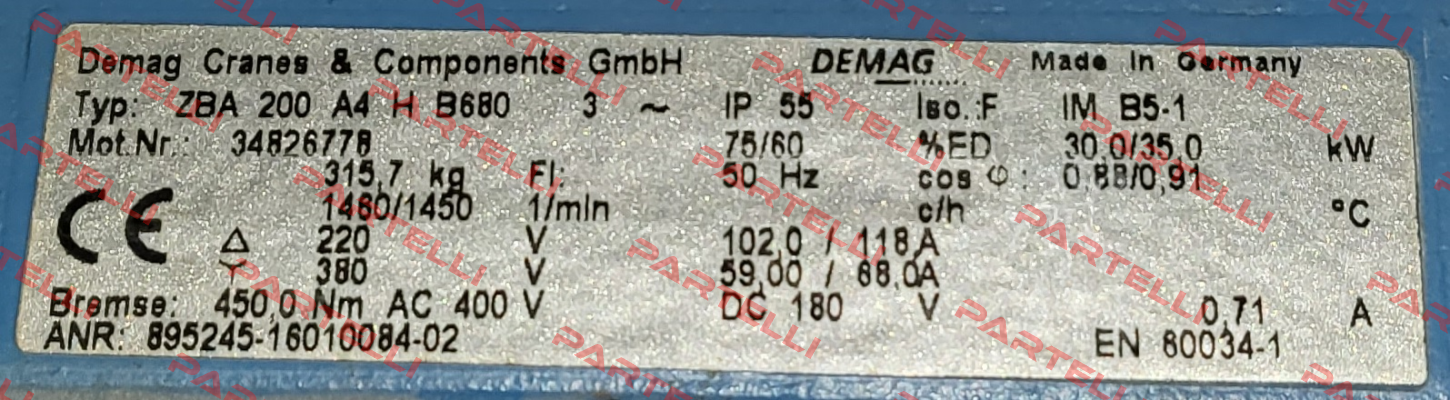 Demag Cranes & Components GmbH DEMAG Made In Germany
Typ: ZBA 200 A4 H B680 3 ~ IP 55 Iso.:F IM B5-1
Mot.Nr.: 34826778 75/60 %ED 30,0/35,0 kW
315,7 kg Fl: 50 Hz cos φ : 0,88/0,91
CE 1460/1450 1/min c/h °C
△ 220 V 102,0 / 118,A
Y 380 V 59,00 / 68,0A
Bremse: 450,0 Nm AC 400 V DC 180 V 0,71 A
ANR: 895245-16010084-02 EN 60034-1
PARTELLI